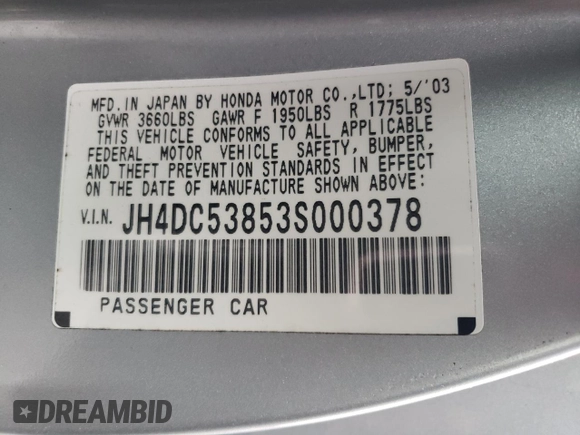 MFD. IN JAPAN BY HONDA MOTOR CO., LTD; 5/'03
GVWR 3660LBS GAWR F 1950LBS R 1775LBS
THIS VEHICLE CONFORMS TO ALL APPLICABLE
FEDERAL MOTOR VEHICLE SAFETY, BUMPER,
AND THEFT PREVENTION STANDARDS IN EFFECT
ON THE DATE OF MANUFACTURE SHOWN ABOVE:
V.I.N. JH4DC53853S000378
PASSENGER CAR
DREAMBID